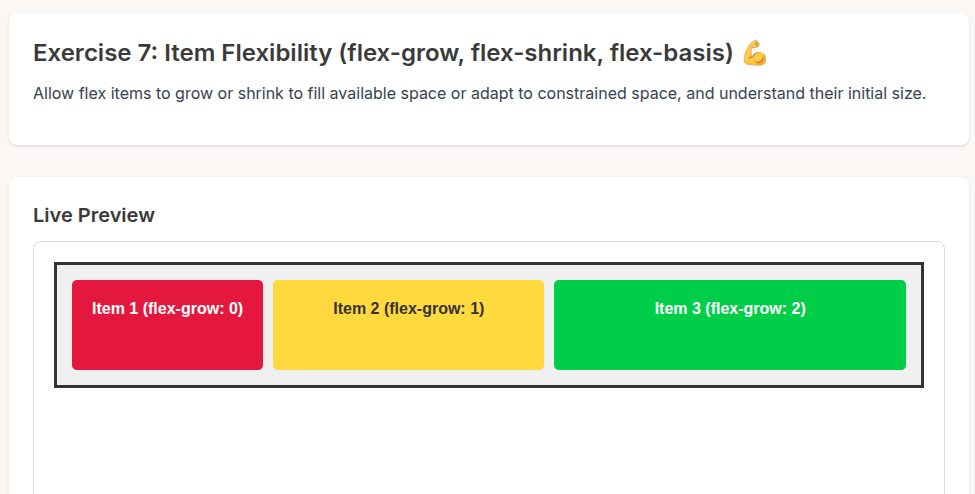 Exercise 7: Item Flexibility (flex-grow, flex-shrink, flex-basis) 💪
Allow flex items to grow or shrink to fill available space or adapt to constrained space, and understand their initial size.
Live Preview
Item 1 (flex-grow: 0)
Item 2 (flex-grow: 1)
Item 3 (flex-grow: 2)